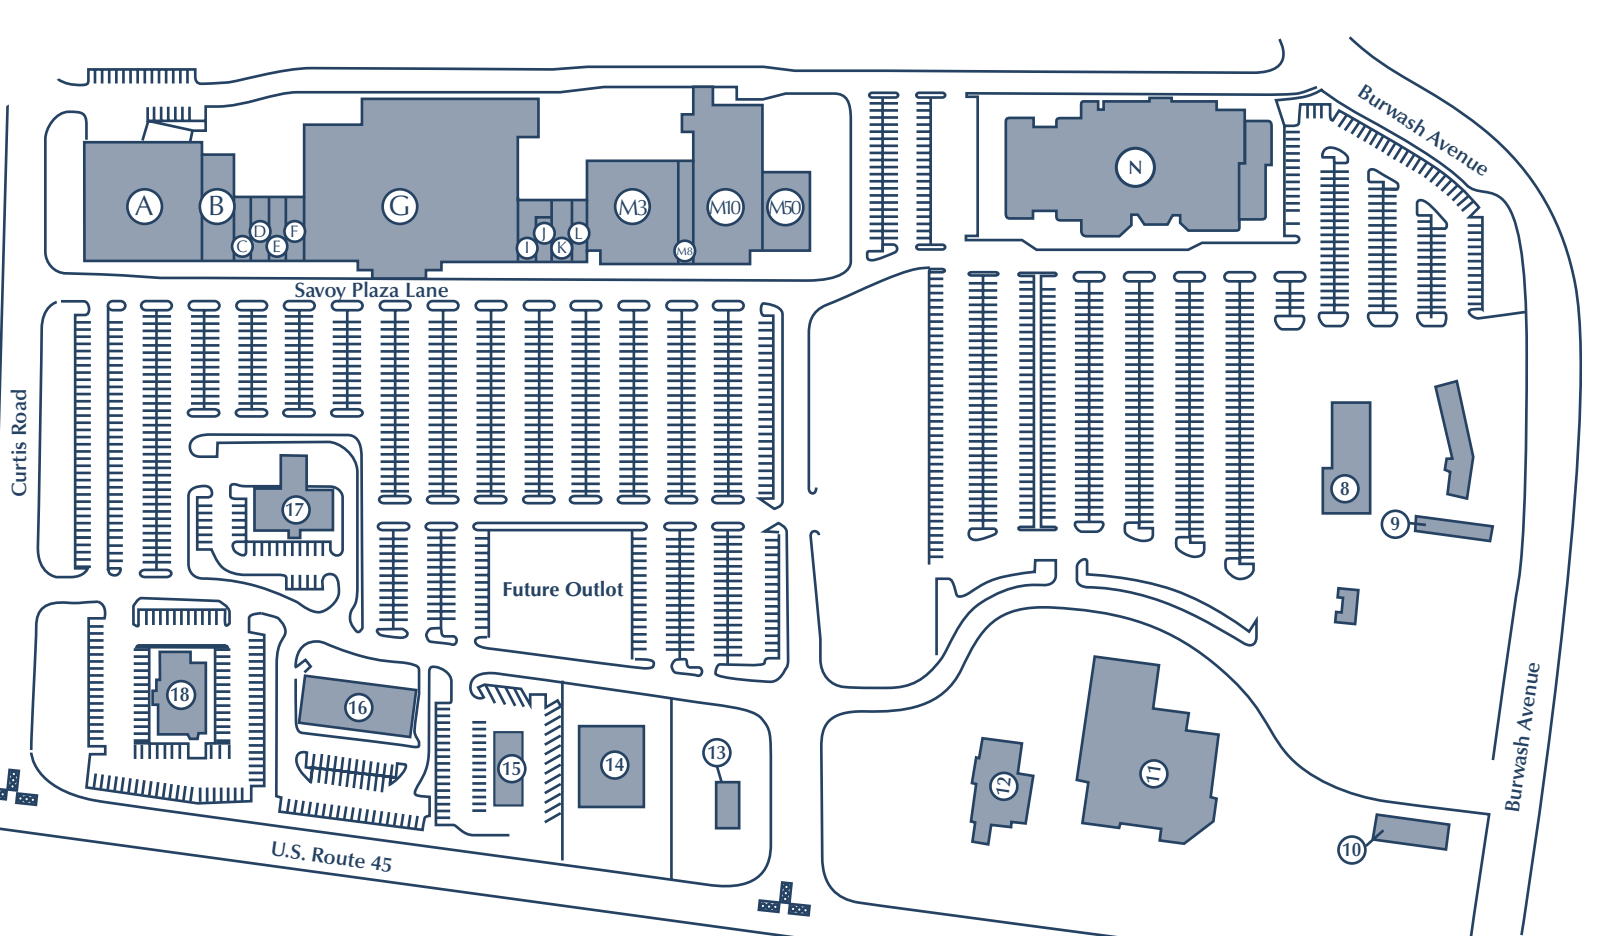 Burwash Avenue
A
B
C
D
E
F
G
I
J
K
L
M3
M8
M10
M50
N
Savoy Plaza Lane
Curtis Road
17
8
9
Future Outlot
18
16
15
14
13
12
11
10
Burwash Avenue
U.S. Route 45